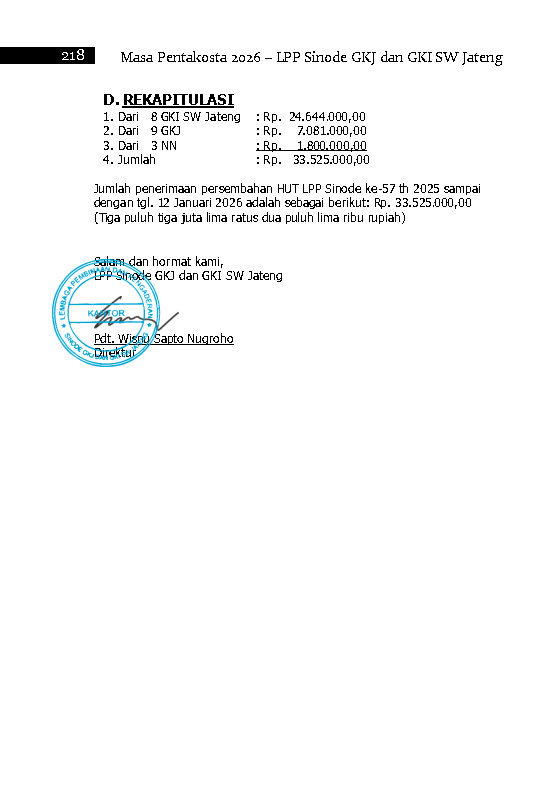 218
Masa Pentakosta 2026 – LPP Sinode GKJ dan GKI SW Jateng
D. REKAPITULASI
1. Dari 8 GKI SW Jateng : Rp. 24.644.000,00
2. Dari 9 GKJ : Rp. 7.081.000,00
3. Dari 3 NN : Rp. 1.800.000,00
4. Jumlah : Rp. 33.525.000,00
Jumlah penerimaan persembahan HUT LPP Sinode ke-57 th 2025 sampai
dengan tgl. 12 Januari 2026 adalah sebagai berikut: Rp. 33.525.000,00
(Tiga puluh tiga juta lima ratus dua puluh lima ribu rupiah)
Salam dan hormat kami,
LPP Sinode GKJ dan GKI SW Jateng
LEMBAGA PEMBINAAN DAN PENGADERAN
KANTOR
SINODE GKJ DAN GKI
Pdt. Wisnu Sapto Nugroho
Direktur